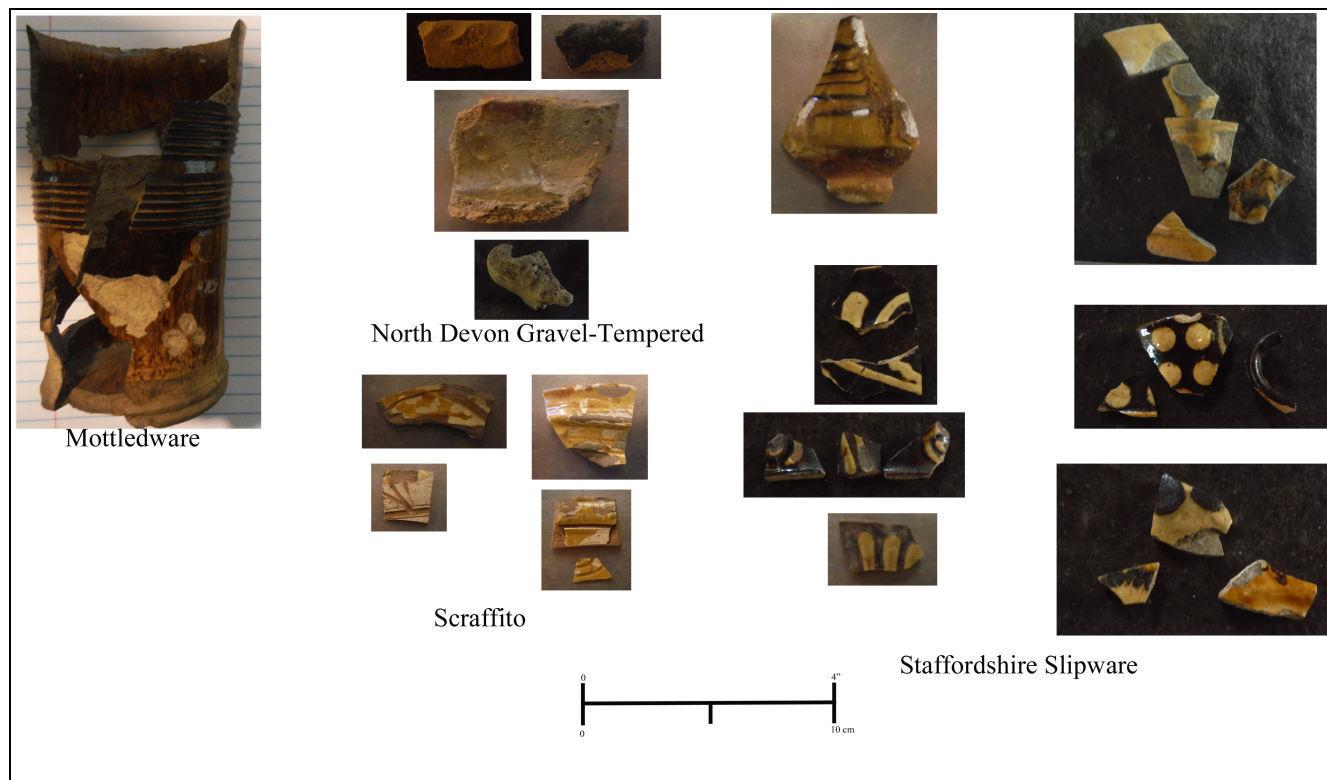 North Devon Gravel-Tempered
Mottledware
Scraffito
Staffordshire Slipware
0
4"
0
10 cm